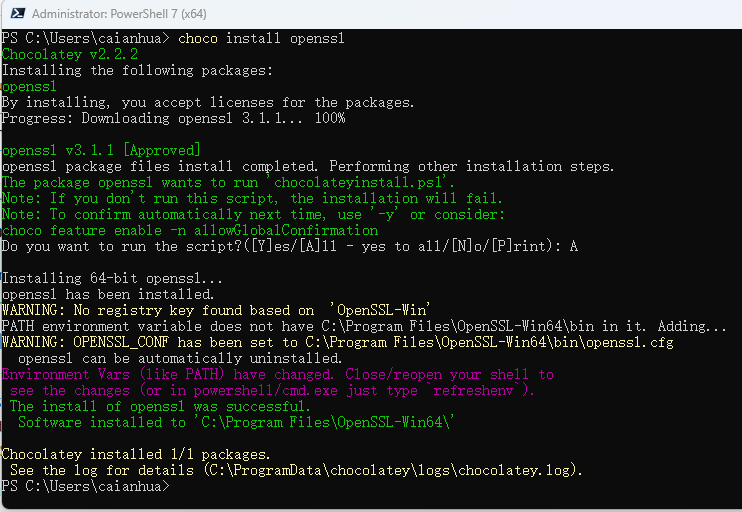 Administrator: PowerShell 7 (x64)
PS C:\Users\caianhua> choco install openssl
Chocolatey v2.2.2
Installing the following packages:
openssl
By installing, you accept licenses for the packages.
Progress: Downloading openssl 3.1.1... 100%
openssl v3.1.1 [Approved]
openssl package files install completed. Performing other installation steps.
The package openssl wants to run 'chocolateyinstall.ps1'.
Note: If you don't run this script, the installation will fail.
Note: To confirm automatically next time, use '-y' or consider:
choco feature enable -n allowGlobalConfirmation
Do you want to run the script?([Y]es/[A]ll - yes to all/[N]o/[P]rint): A
Installing 64-bit openssl...
openssl has been installed.
WARNING: No registry key found based on  'OpenSSL-Win'
PATH environment variable does not have C:\Program Files\OpenSSL-Win64\bin in it. Adding...
WARNING: OPENSSL_CONF has been set to C:\Program Files\OpenSSL-Win64\bin\openssl.cfg
  openssl can be automatically uninstalled.
Environment Vars (like PATH) have changed. Close/reopen your shell to
 see the changes (or in powershell/cmd.exe just type `refreshenv`).
 The install of openssl was successful.
  Software installed to 'C:\Program Files\OpenSSL-Win64\'
Chocolatey installed 1/1 packages.
 See the log for details (C:\ProgramData\chocolatey\logs\chocolatey.log).
PS C:\Users\caianhua>